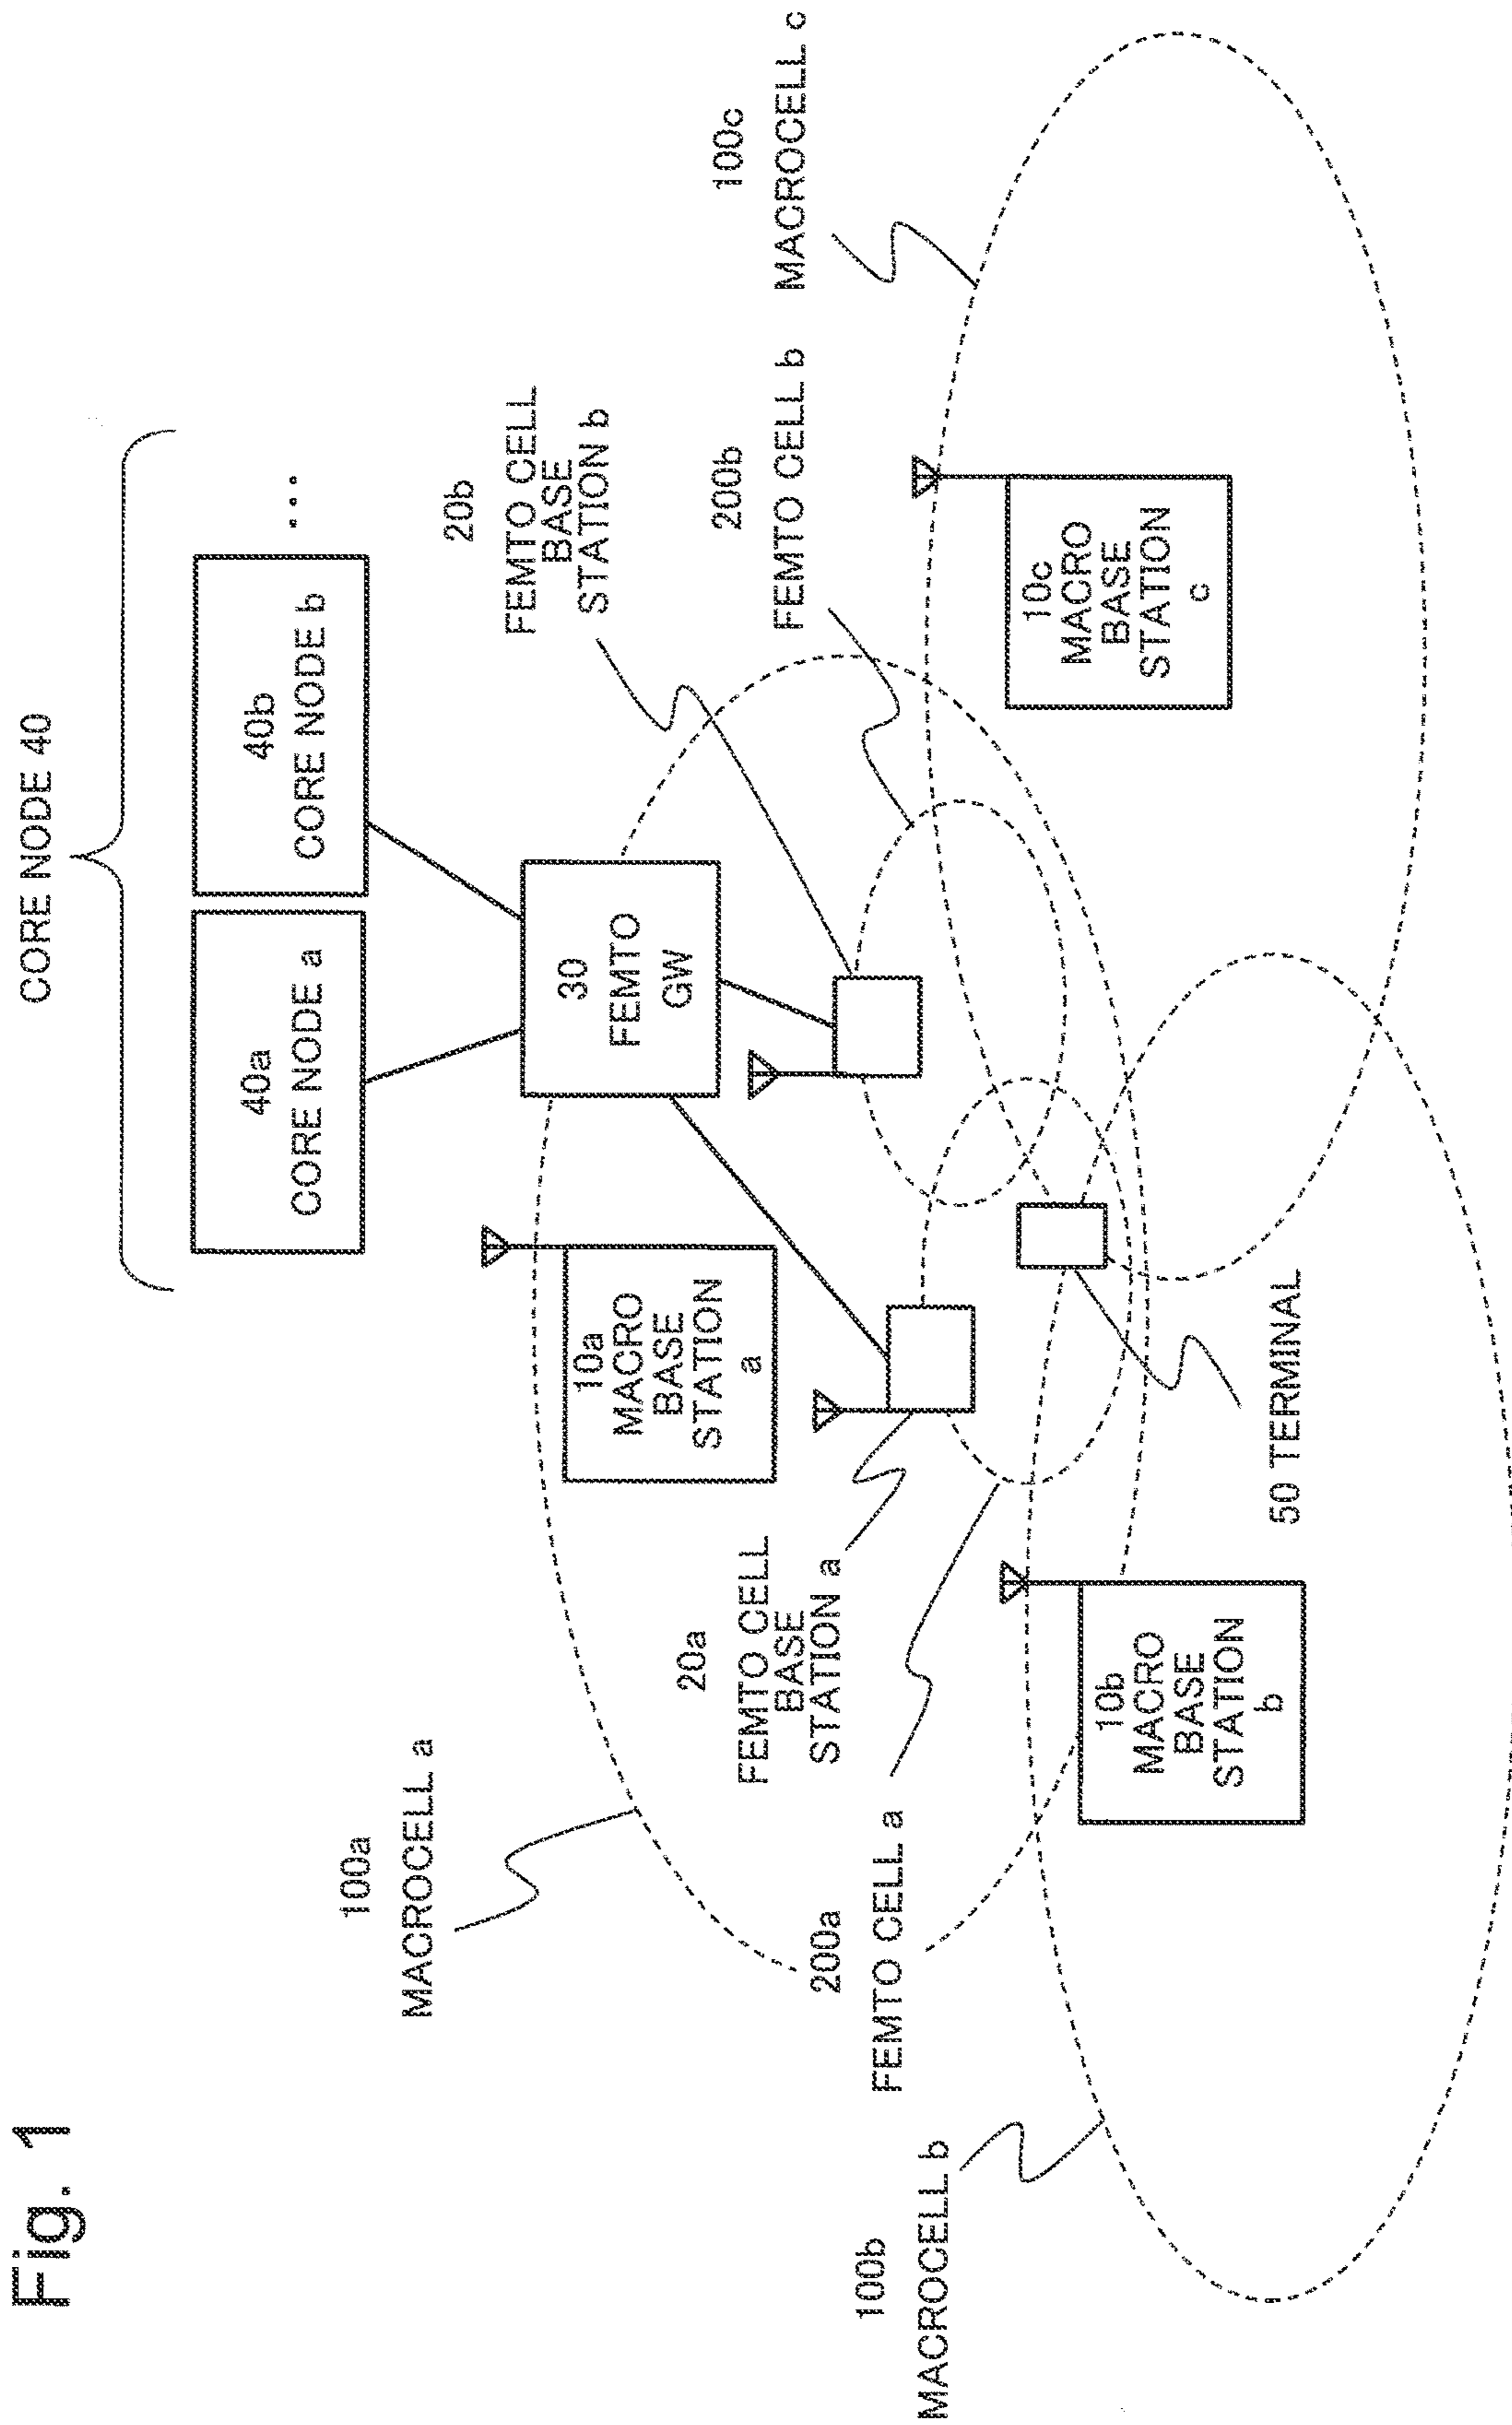 Fig. 1
CORE NODE 40
40a
CORE NODE a
40b
CORE NODE b
...
30
FEMTO
GW
100a
MACROCELL a
10a
MACRO
BASE
STATION
a
20b
FEMTO CELL
BASE
STATION b
20a
FEMTO CELL
BASE
STATION a
200b
FEMTO CELL b
100c
MACROCELL c
200a
FEMTO CELL a
100b
MACROCELL b
10c
MACRO
BASE
STATION
c
10b
MACRO
BASE
STATION
b
50 TERMINAL